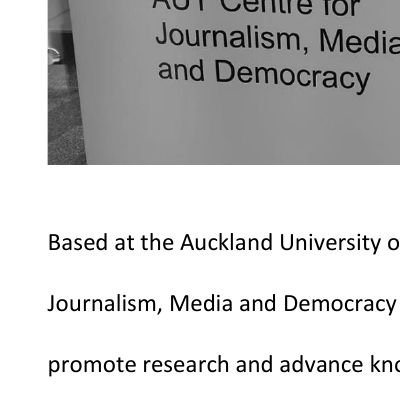 AUT Centre for
Journalism, Media
and Democracy
Based at the Auckland University o
Journalism, Media and Democracy
promote research and advance kno